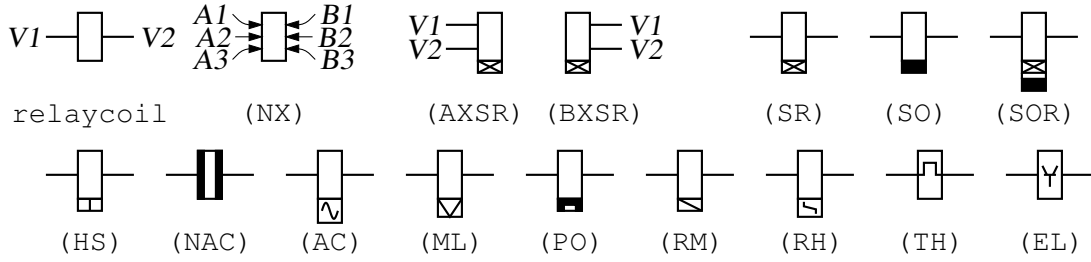 A1 B1 V1 V1
V1 V2 A2 B2 V2 V2
A3 B3
relaycoil (NX) (AXSR) (BXSR) (SR) (SO) (SOR)
(HS) (NAC) (AC) (ML) (PO) (RM) (RH) (TH) (EL)